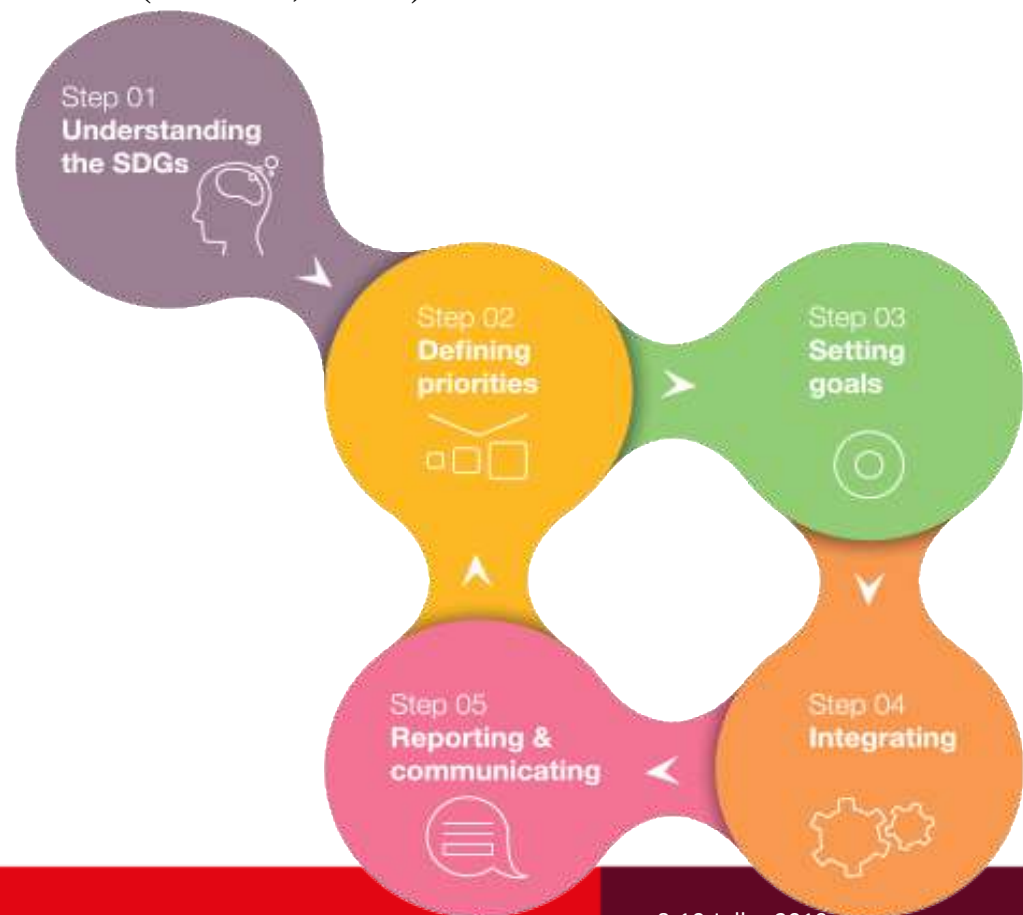 Step 01
Understanding
the SDGs
Step 02
Defining
priorities
Step 03
Setting
goals
Step 05
Reporting &
communicating
Step 04
Integrating